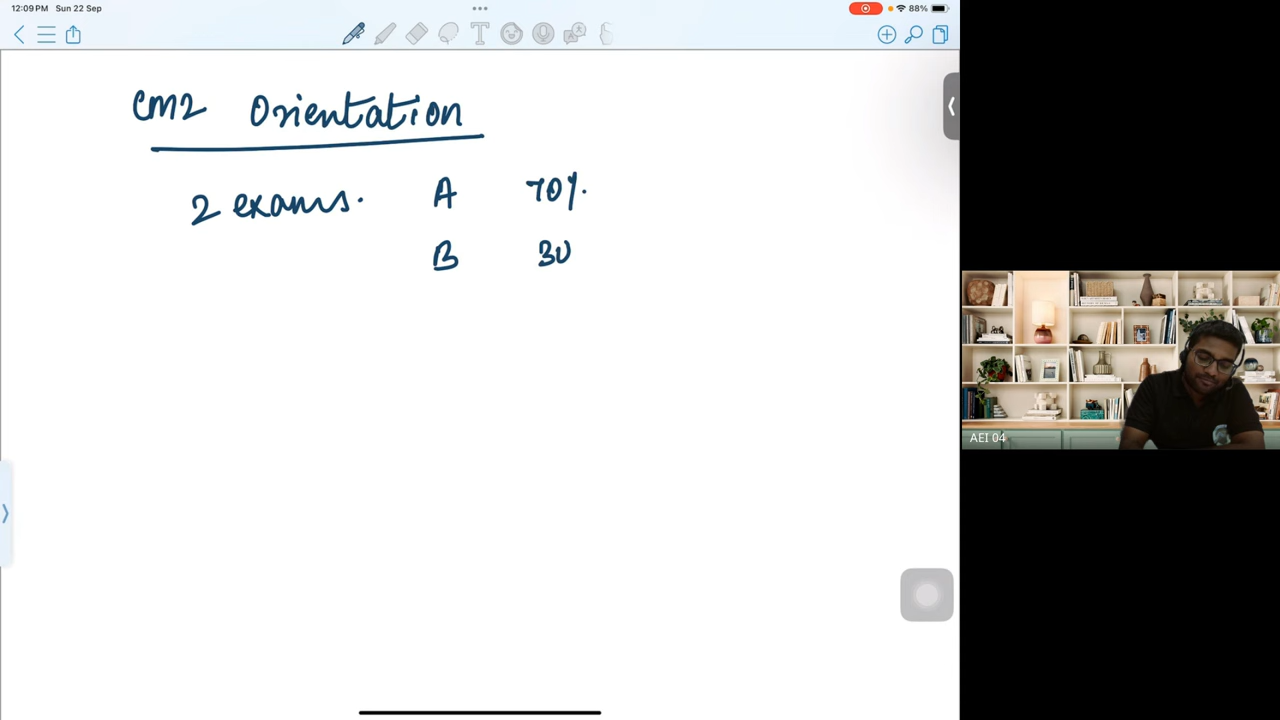 12:09 PM Sun 22 Sep
88%
CM2 Orientation
2 exams. A 70%.
B 30
AEI 04